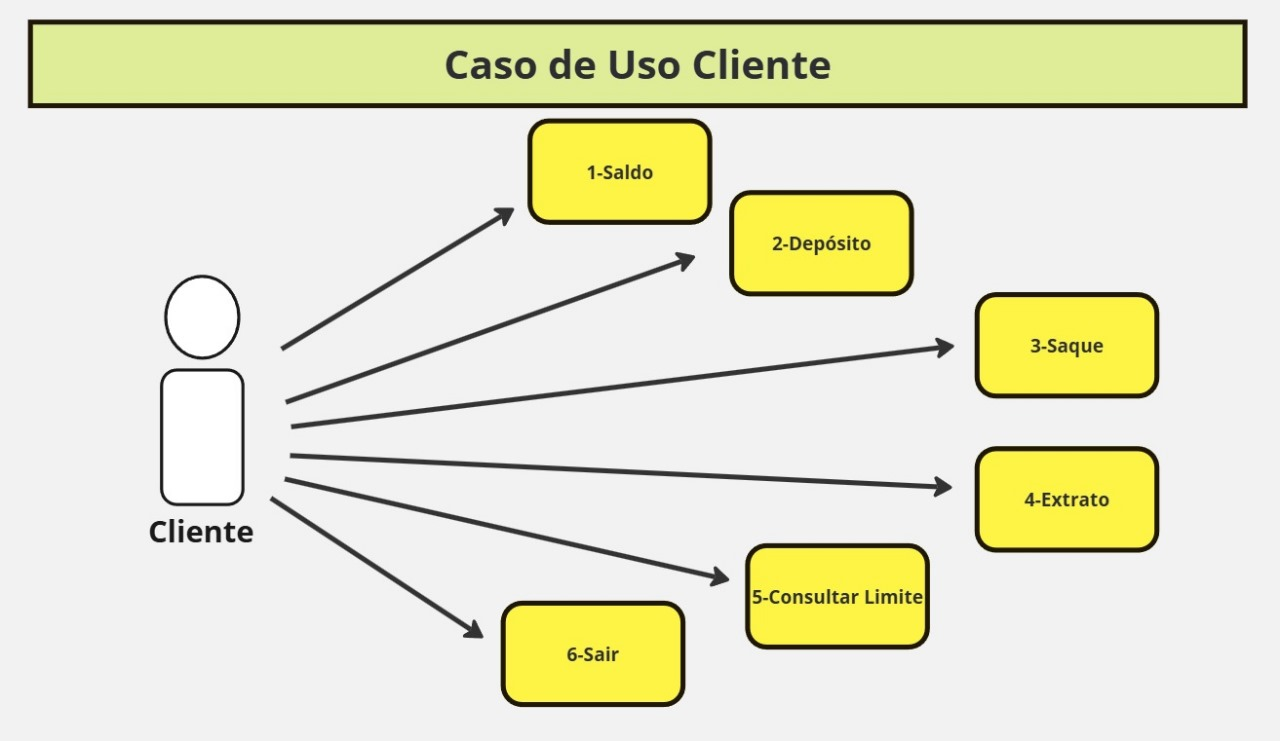 Caso de Uso Cliente
1-Saldo
2-Depósito
3-Saque
4-Extrato
5-Consultar Limite
6-Sair
Cliente